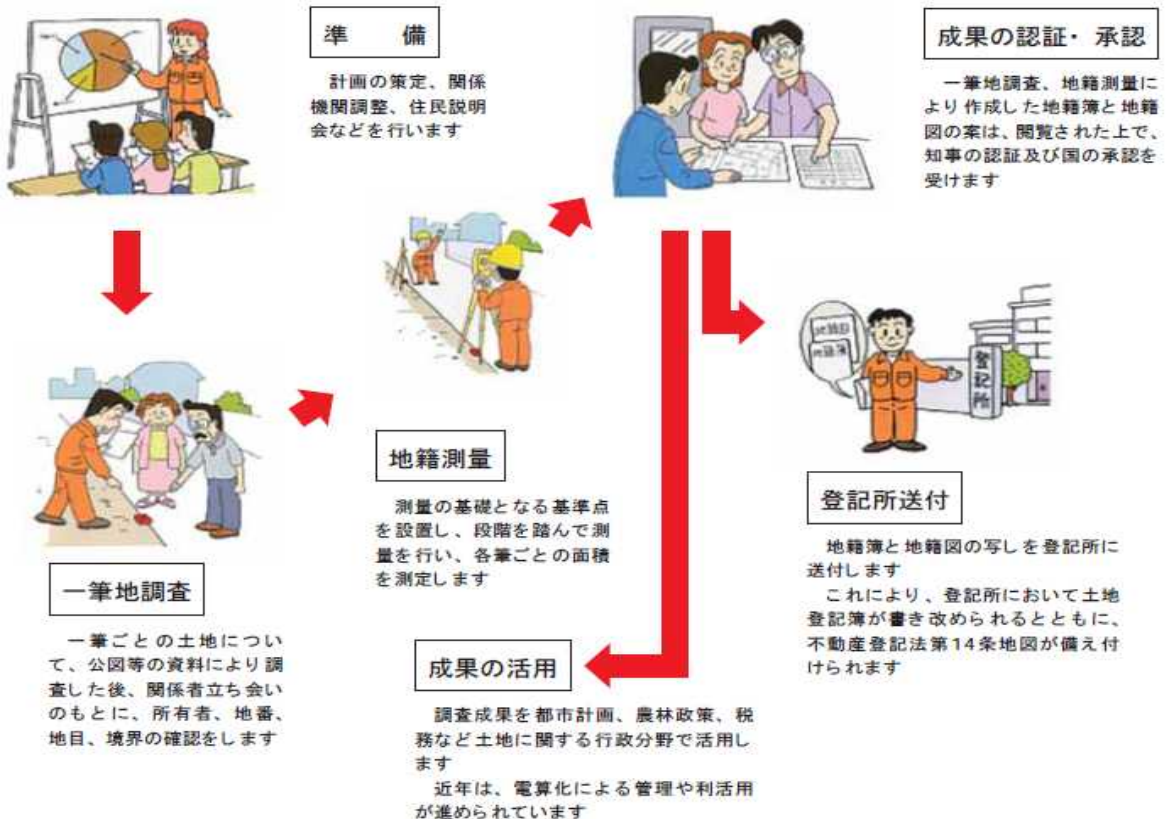 準　備
計画の策定、関係
機関調整、住民説明
会などを行います
一筆地調査
一筆ごとの土地につい
て、公図等の資料により調
査した後、関係者立ち会い
のもとに、所有者、地番、
地目、境界の確認をします
地籍測量
測量の基礎となる基準点
を設置し、段階を踏んで測
量を行い、各筆ごとの面積
を測定します
成果の認証・承認
一筆地調査、地籍測量に
より作成した地籍簿と地籍
図の案は、閲覧された上で、
知事の認証及び国の承認を
受けます
地籍図
地籍簿
登記所
登記所送付
地籍簿と地籍図の写しを登記所に
送付します
これにより、登記所において土地
登記簿が書き改められるとともに、
不動産登記法第14条地図が備え付
けられます
成果の活用
調査成果を都市計画、農林政策、税
務など土地に関する行政分野で活用し
ます
近年は、電算化による管理や利活用
が進められています